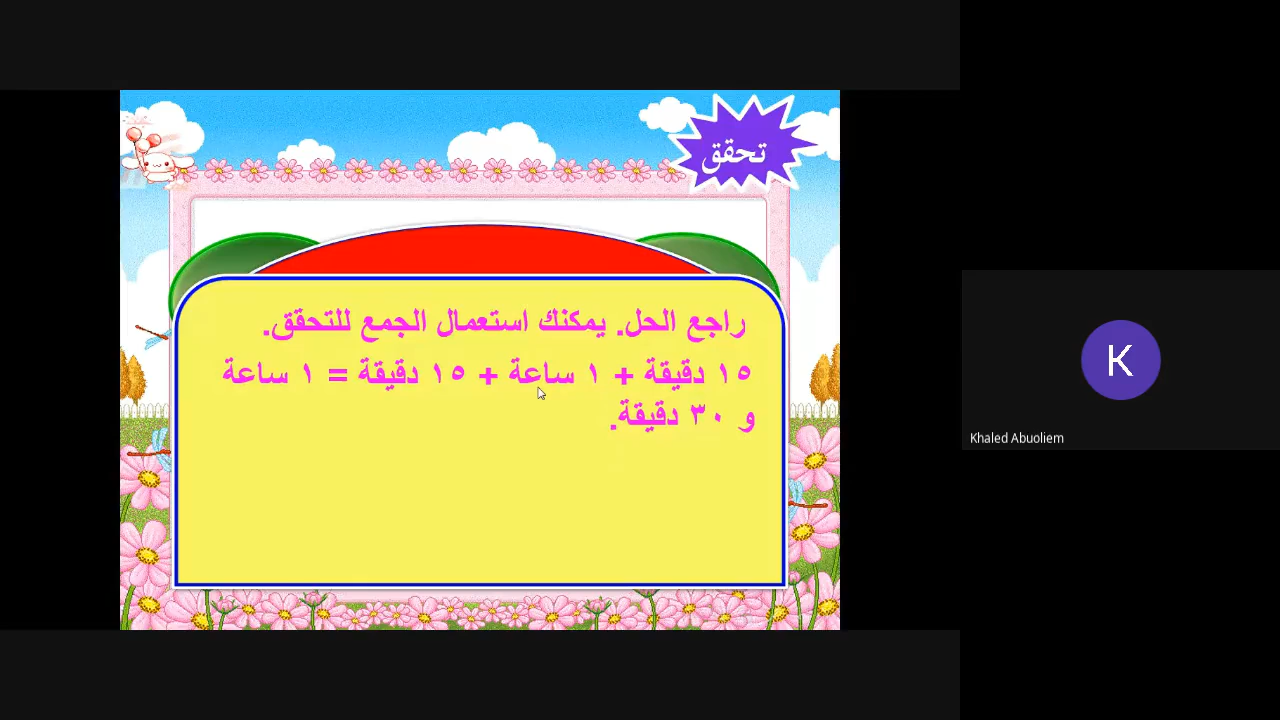 تحقق
راجع الحل. يمكنك استعمال الجمع للتحقق.
١٥ دقيقة + ١ ساعة + ١٥ دقيقة = ١ ساعة
و ٣٠ دقيقة.
K
Khaled Abuoliem